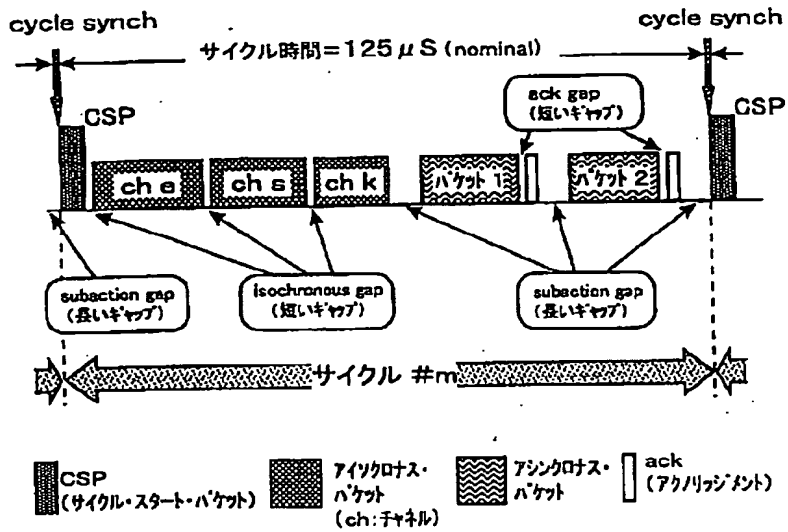 cycle synch
cycle synch
サイクル時間＝125μS (nominal)
CSP
CSP
ack gap
(短いギャップ)
ch e
ch s
ch k
パケット 1
パケット 2
subaction gap
(長いギャップ)
isochronous gap
(短いギャップ)
subaction gap
(長いギャップ)
サイクル #m
CSP
(サイクル・スタート・パケット)
アイソクロナス・
パケット
(ch:チャネル)
アシンクロナス・
パケット
ack
(アクノリッジメント)